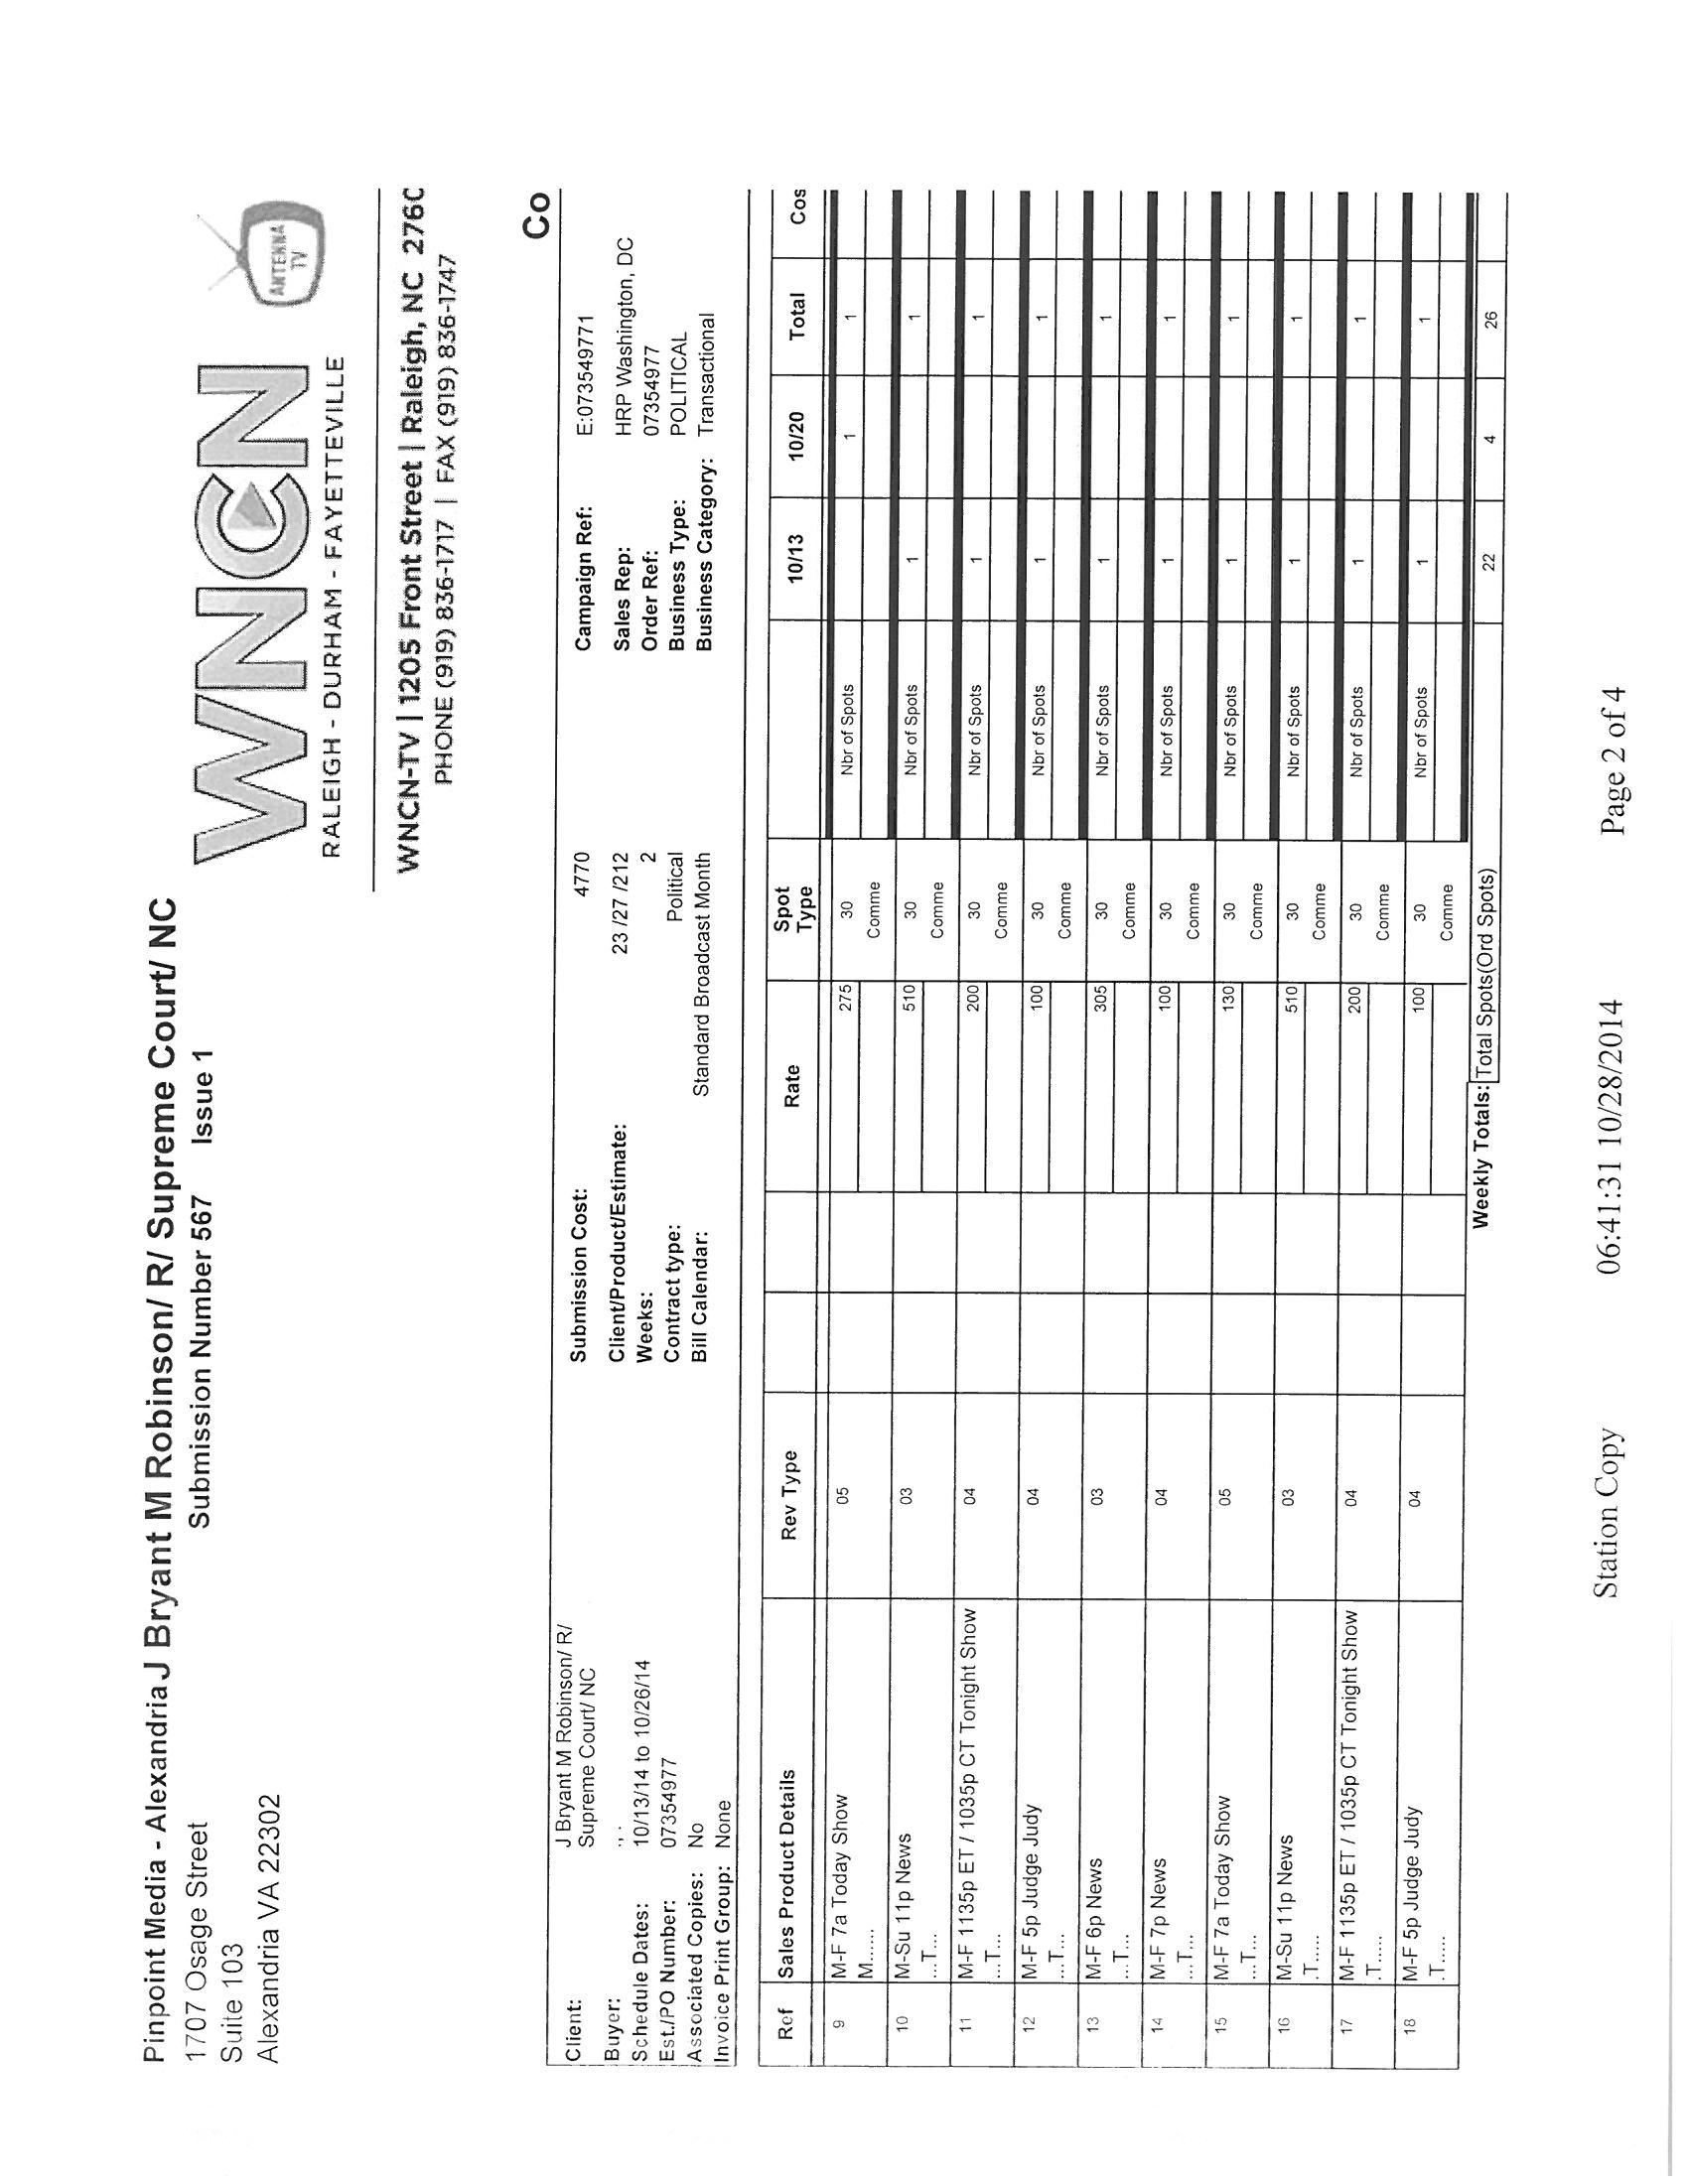 Pinpoint Media - Alexandria J Bryant M Robinson/ R/ Supreme Court/ NC
1707 Osage Street Submission Number 567 Issue 1
Suite 103
Alexandria VA 22302
WNCN
RALEIGH - DURHAM - FAYETTEVILLE
ANTENNA TV
WNCN-TV | 1205 Front Street | Raleigh, NC 2760
PHONE (919) 836-1717 | FAX (919) 836-1747
Co
Client: J Bryant M Robinson/ R/ Supreme Court/ NC Submission Cost: 4770 Campaign Ref: E:073549771
Buyer: ., . Client/Product/Estimate: 23 /27 /212 Sales Rep: HRP Washington, DC
Schedule Dates: 10/13/14 to 10/26/14 Weeks: 2 Order Ref: 07354977
Est./PO Number: 07354977 Contract type: Political Business Type: POLITICAL
Associated Copies: No Bill Calendar: Standard Broadcast Month Business Category: Transactional
Invoice Print Group: None
Ref Sales Product Details Rev Type Rate Spot Type 10/13 10/20 Total Cos
9 M-F 7a Today Show 05 275 30 Nbr of Spots 1 1
M...... Comme
10 M-Su 11p News 03 510 30 Nbr of Spots 1 1
...T... Comme
11 M-F 1135p ET / 1035p CT Tonight Show 04 200 30 Nbr of Spots 1 1
...T... Comme
12 M-F 5p Judge Judy 04 100 30 Nbr of Spots 1 1
...T... Comme
13 M-F 6p News 03 305 30 Nbr of Spots 1 1
...T... Comme
14 M-F 7p News 04 100 30 Nbr of Spots 1 1
...T... Comme
15 M-F 7a Today Show 05 130 30 Nbr of Spots 1 1
...T... Comme
16 M-Su 11p News 03 510 30 Nbr of Spots 1 1
.T..... Comme
17 M-F 1135p ET / 1035p CT Tonight Show 04 200 30 Nbr of Spots 1 1
.T..... Comme
18 M-F 5p Judge Judy 04 100 30 Nbr of Spots 1 1
.T..... Comme
Weekly Totals: Total Spots(Ord Spots) 22 4 26
Station Copy 06:41:31 10/28/2014 Page 2 of 4